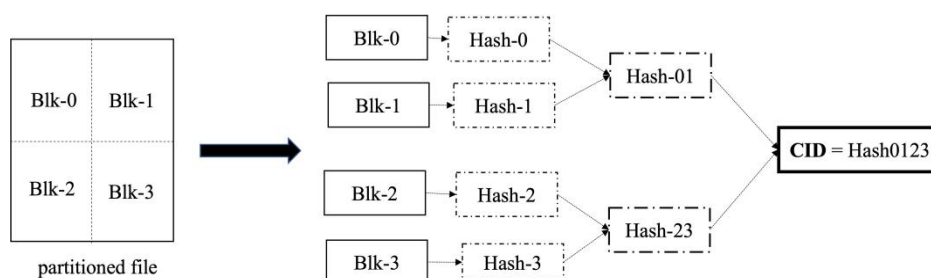 Blk-0 Blk-1
Blk-2 Blk-3
partitioned file
Blk-0 Hash-0
Blk-1 Hash-1
Hash-01
Blk-2 Hash-2
Blk-3 Hash-3
Hash-23
CID = Hash0123